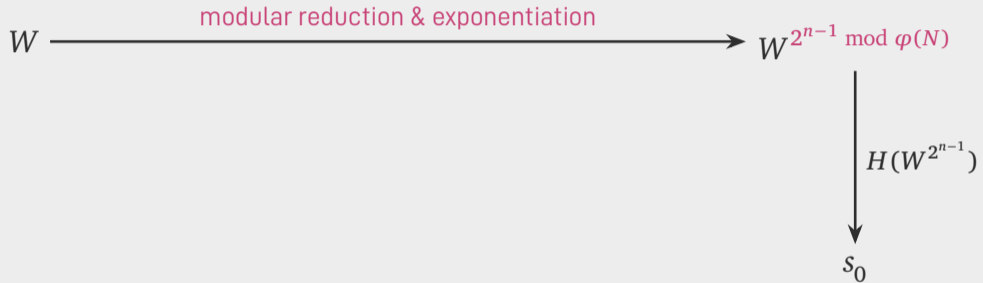 modular reduction & exponentiation
W W^{2^{n-1} mod φ(N)}
H(W^{2^{n-1}})
s_0